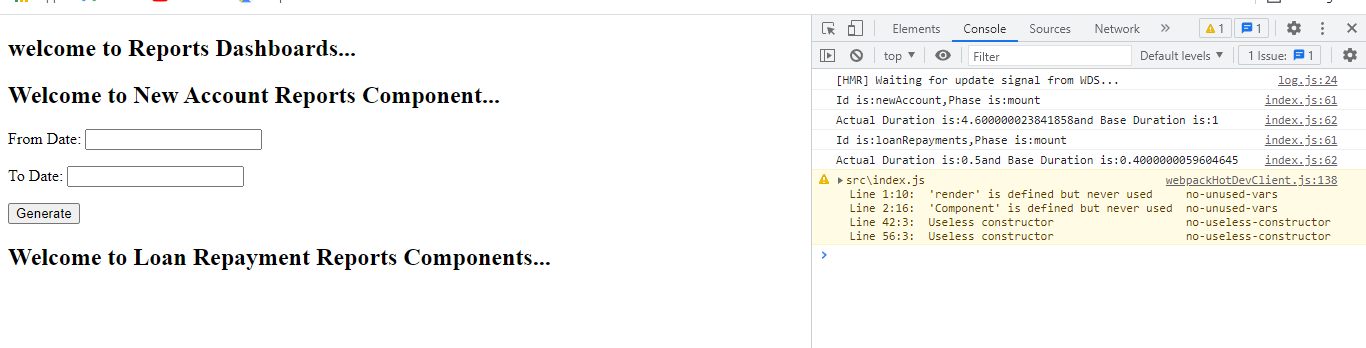 welcome to Reports Dashboards...
Welcome to New Account Reports Component...
From Date:
To Date:
Generate
Welcome to Loan Repayment Reports Components...
Elements Console Sources Network » 1 1
top ▼ Filter Default levels ▼ 1 Issue: 1
[HMR] Waiting for update signal from WDS... log.js:24
Id is:newAccount,Phase is:mount index.js:61
Actual Duration is:4.600000023841858and Base Duration is:1 index.js:62
Id is:loanRepayments,Phase is:mount index.js:61
Actual Duration is:0.5and Base Duration is:0.4000000059604645 index.js:62
▶src\index.js webpackHotDevClient.js:138
Line 1:10: 'render' is defined but never used no-unused-vars
Line 2:16: 'Component' is defined but never used no-unused-vars
Line 42:3: Useless constructor no-useless-constructor
Line 56:3: Useless constructor no-useless-constructor